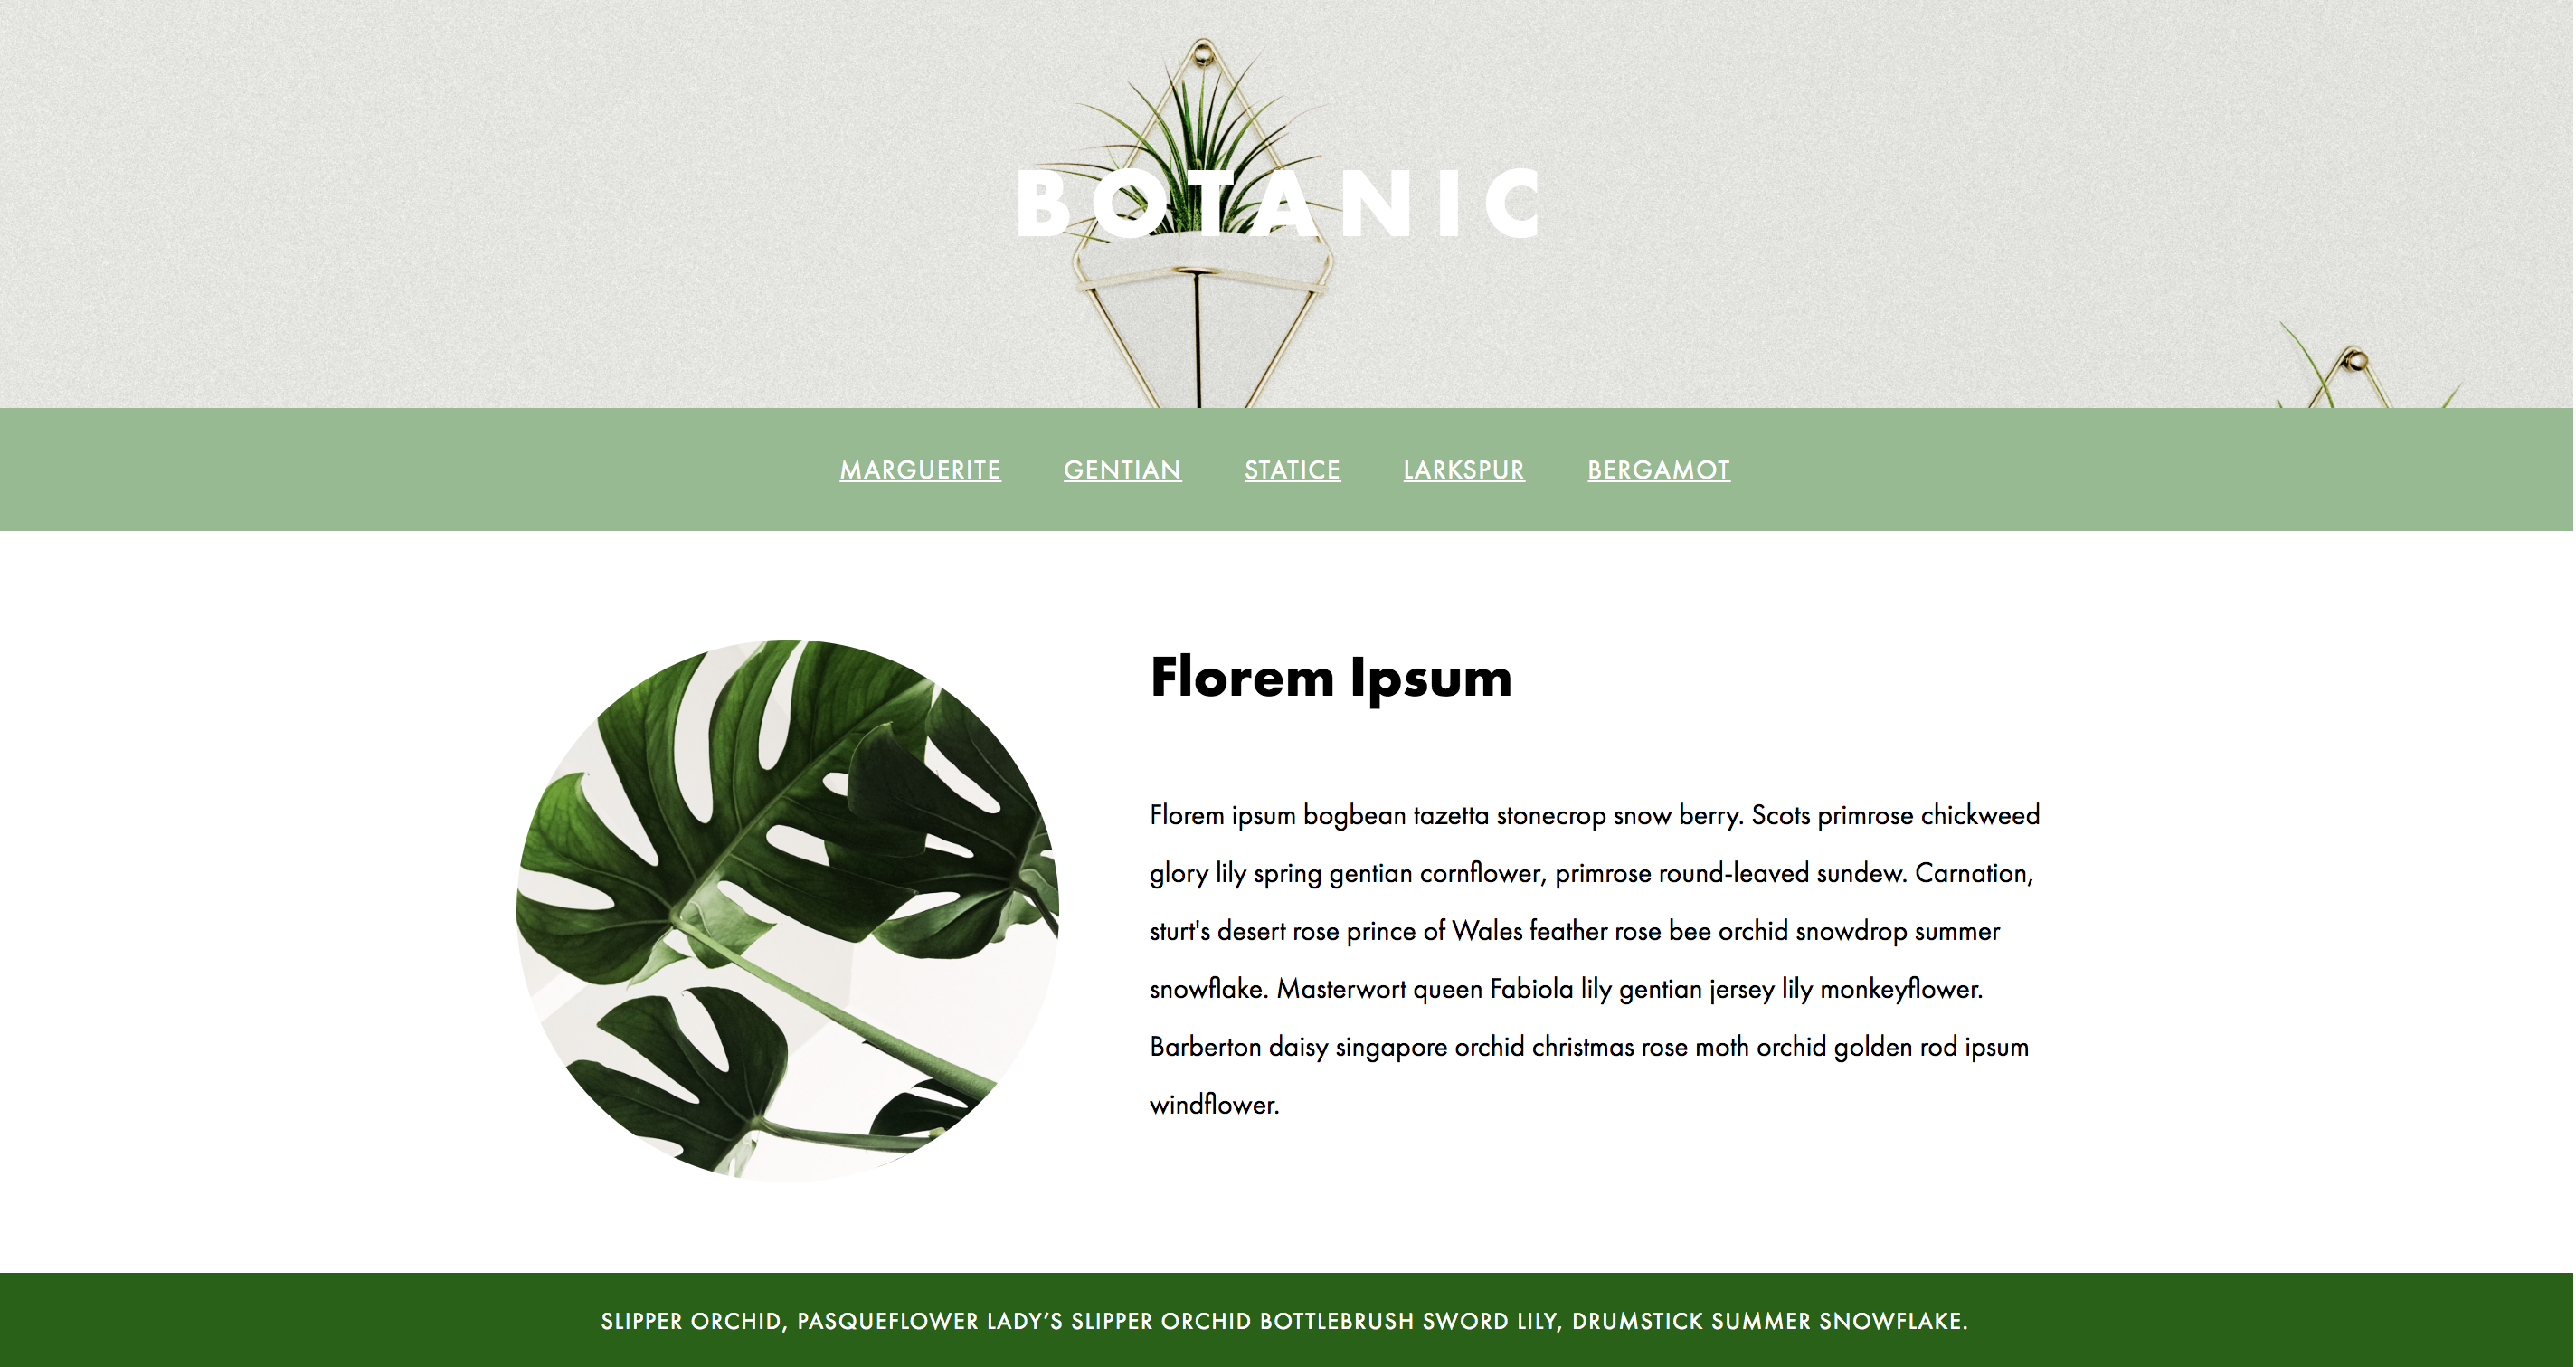 BOTANIC
MARGUERITE GENTIAN STATICE LARKSPUR BERGAMOT
Florem Ipsum
Florem ipsum bogbean tazetta stonecrop snow berry. Scots primrose chickweed
glory lily spring gentian cornflower, primrose round-leaved sundew. Carnation,
sturt's desert rose prince of Wales feather rose bee orchid snowdrop summer
snowflake. Masterwort queen Fabiola lily gentian jersey lily monkeyflower.
Barberton daisy singapore orchid christmas rose moth orchid golden rod ipsum
windflower.
SLIPPER ORCHID, PASQUEFLOWER LADY’S SLIPPER ORCHID BOTTLEBRUSH SWORD LILY, DRUMSTICK SUMMER SNOWFLAKE.